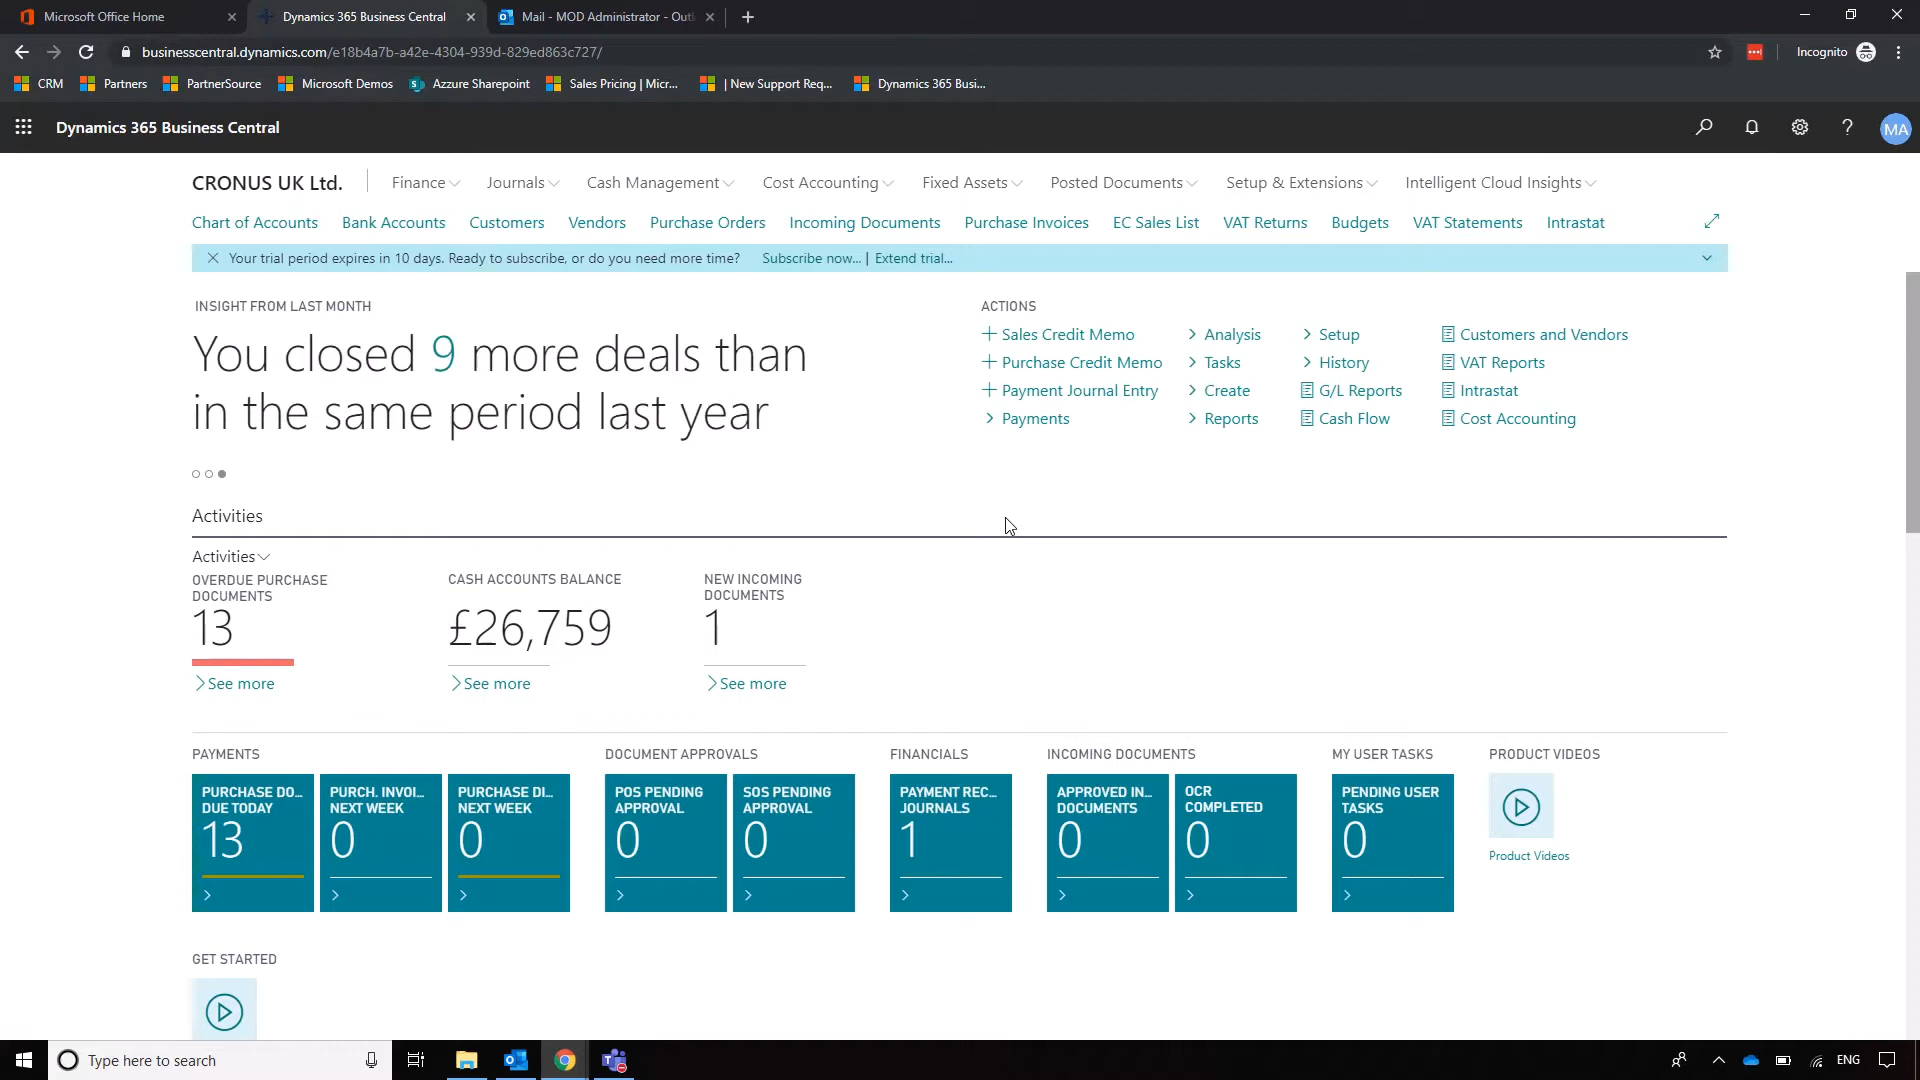 Microsoft Office Home
Dynamics 365 Business Central
Mail - MOD Administrator - Outl
businesscentral.dynamics.com/e18b4a7b-a42e-4304-939d-829ed863c727/
Incognito
CRM
Partners
PartnerSource
Microsoft Demos
Azzure Sharepoint
Sales Pricing | Micr...
| New Support Req...
Dynamics 365 Busi...
Dynamics 365 Business Central
MA
CRONUS UK Ltd.
Finance
Journals
Cash Management
Cost Accounting
Fixed Assets
Posted Documents
Setup & Extensions
Intelligent Cloud Insights
Chart of Accounts
Bank Accounts
Customers
Vendors
Purchase Orders
Incoming Documents
Purchase Invoices
EC Sales List
VAT Returns
Budgets
VAT Statements
Intrastat
Your trial period expires in 10 days. Ready to subscribe, or do you need more time?
Subscribe now... | Extend trial...
INSIGHT FROM LAST MONTH
You closed 9 more deals than
in the same period last year
ACTIONS
Sales Credit Memo
Purchase Credit Memo
Payment Journal Entry
Payments
Analysis
Tasks
Create
Reports
Setup
History
G/L Reports
Cash Flow
Customers and Vendors
VAT Reports
Intrastat
Cost Accounting
Activities
Activities
OVERDUE PURCHASE
DOCUMENTS
13
See more
CASH ACCOUNTS BALANCE
£26,759
See more
NEW INCOMING
DOCUMENTS
1
See more
PAYMENTS
PURCHASE DO...
DUE TODAY
13
PURCH. INVOI...
NEXT WEEK
0
PURCHASE DI...
NEXT WEEK
0
DOCUMENT APPROVALS
POS PENDING
APPROVAL
0
SOS PENDING
APPROVAL
0
FINANCIALS
PAYMENT REC...
JOURNALS
1
INCOMING DOCUMENTS
APPROVED IN...
DOCUMENTS
0
OCR
COMPLETED
0
MY USER TASKS
PENDING USER
TASKS
0
PRODUCT VIDEOS
Product Videos
GET STARTED
Type here to search
ENG